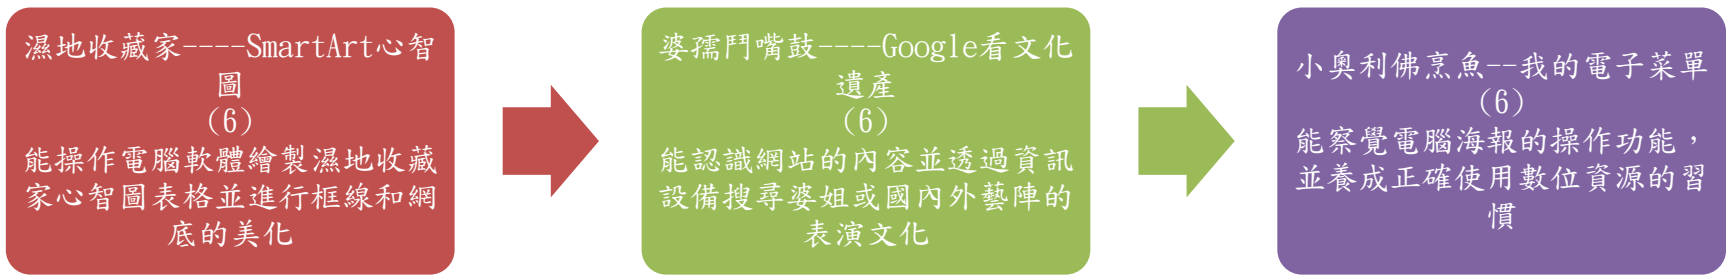 濕地收藏家----SmartArt心智
圖
(6)
能操作電腦軟體繪製濕地收藏
家心智圖表格並進行框線和網
底的美化
婆孺鬥嘴鼓----Google看文化
遺產
(6)
能認識網站的內容並透過資訊
設備搜尋婆姐或國內外藝陣的
表演文化
小奧利佛烹魚--我的電子菜單
(6)
能察覺電腦海報的操作功能，
並養成正確使用數位資源的習
慣